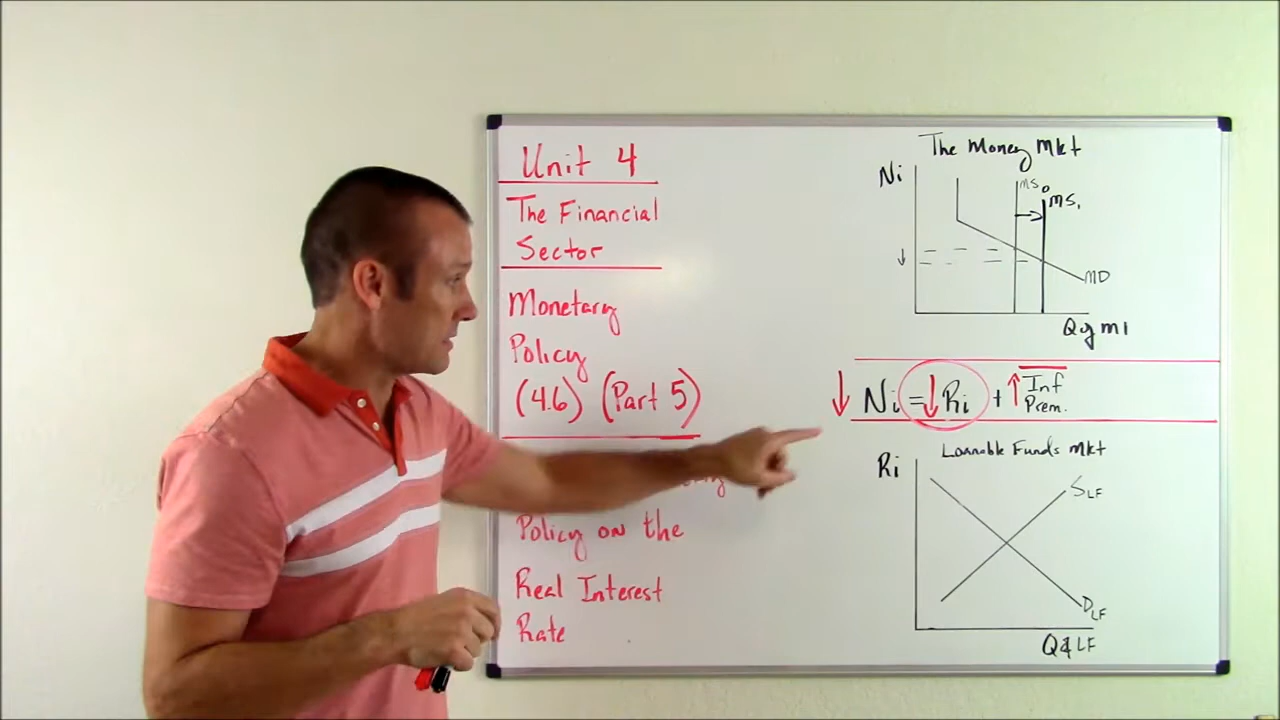 Unit 4
The Financial
Sector
Monetary
Policy
(4.6) (Part 5)
Policy on the
Real Interest
Rate
The Money Mkt
Ni
MS0
MS1
MD
Q of M1
↓ Ni = ↓ Ri + ↑ Inf
Prem.
Loanable Funds Mkt
Ri
SLF
DLF
LF